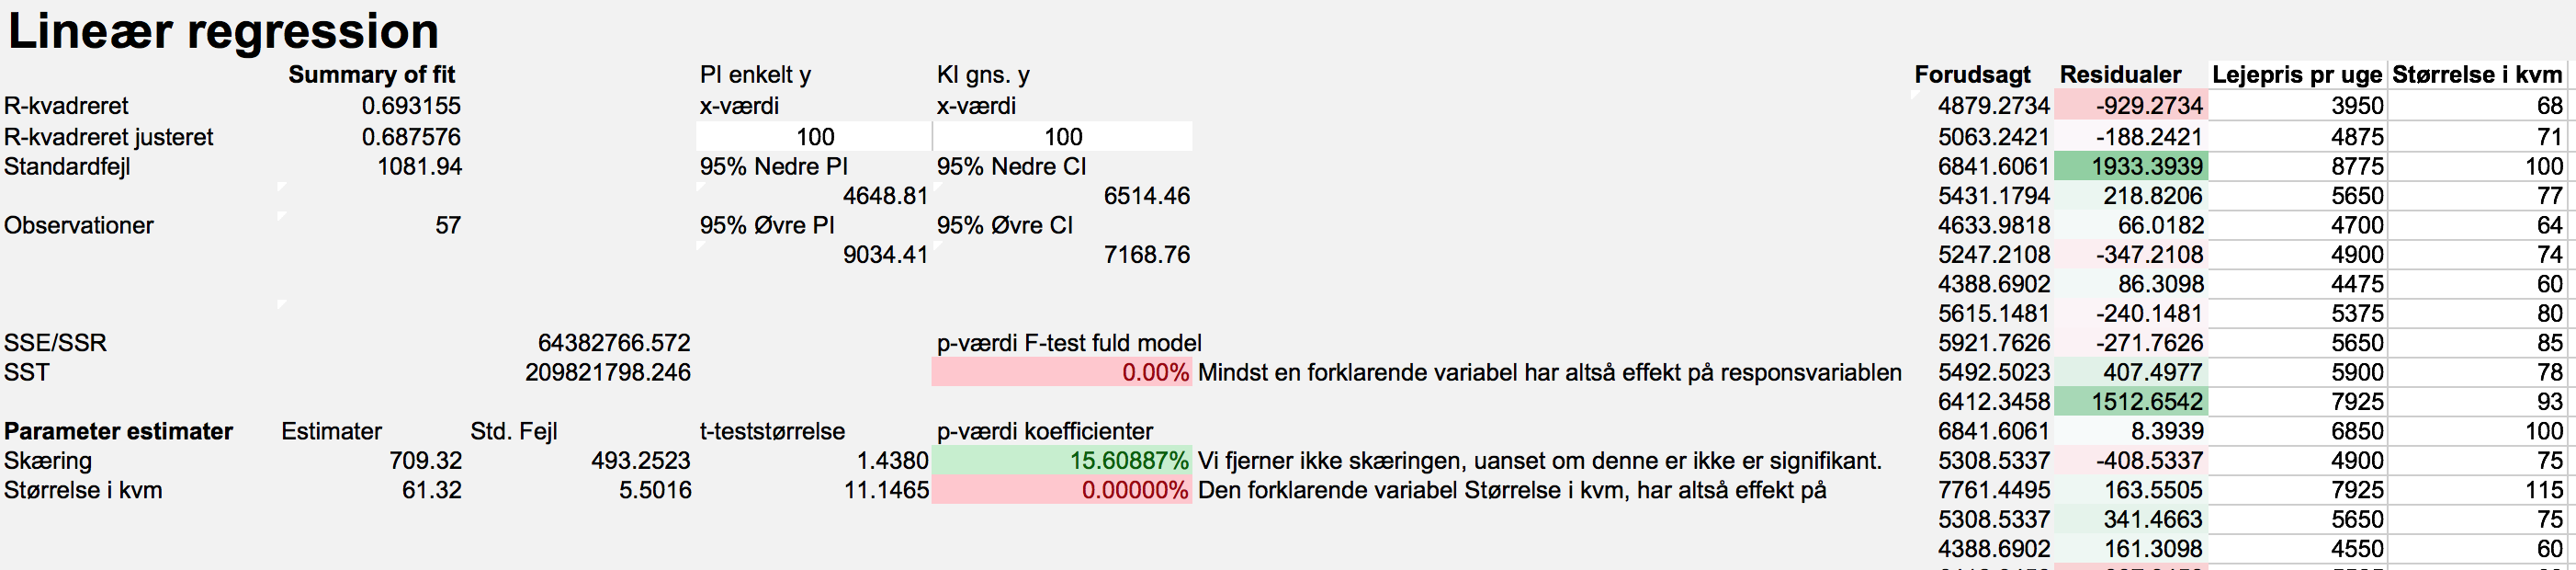 Lineær regression
Summary of fit PI enkelt y KI gns. y Forudsagt Residualer Lejepris pr uge Størrelse i kvm
R-kvadreret 0.693155 x-værdi x-værdi 4879.2734 -929.2734 3950 68
R-kvadreret justeret 0.687576 100 100 5063.2421 -188.2421 4875 71
Standardfejl 1081.94 95% Nedre PI 95% Nedre CI 6841.6061 1933.3939 8775 100
4648.81 6514.46 5431.1794 218.8206 5650 77
Observationer 57 95% Øvre PI 95% Øvre CI 4633.9818 66.0182 4700 64
9034.41 7168.76 5247.2108 -347.2108 4900 74
4388.6902 86.3098 4475 60
5615.1481 -240.1481 5375 80
SSE/SSR 64382766.572 p-værdi F-test fuld model 5921.7626 -271.7626 5650 85
SST 209821798.246 0.00% Mindst en forklarende variabel har altså effekt på responsvariablen 5492.5023 407.4977 5900 78
6412.3458 1512.6542 7925 93
Parameter estimater Estimater Std. Fejl t-teststørrelse p-værdi koefficienter 6841.6061 8.3939 6850 100
Skæring 709.32 493.2523 1.4380 15.60887% Vi fjerner ikke skæringen, uanset om denne er ikke er signifikant. 5308.5337 -408.5337 4900 75
Størrelse i kvm 61.32 5.5016 11.1465 0.00000% Den forklarende variabel Størrelse i kvm, har altså effekt på 7761.4495 163.5505 7925 115
5308.5337 341.4663 5650 75
4388.6902 161.3098 4550 60